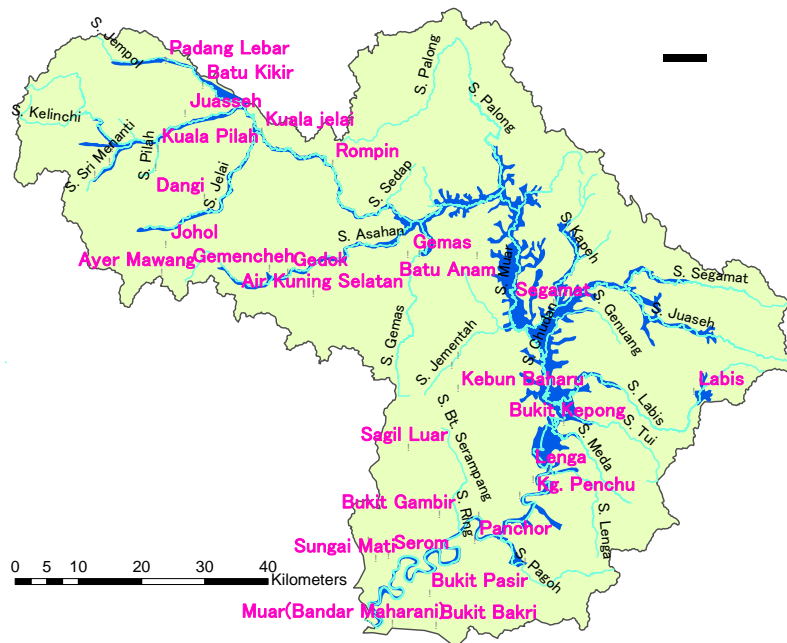 S. Jempol
Padang Lebar
Batu Kikir
S. Palong
Juasseh
S. Kelinchi
Kuala jelai
S. Palong
Kuala Pilah
S. Pilah
Rompin
S. Sri Menanti
Dangi
S. Jelai
S. Sedap
Johol
S. Asahan
Gemas
S. Kapeh
Ayer Mawang
Gemencheh
Gedok
Batu Anam
S. Muar
S. Segamat
Air Kuning Selatan
Segamat
S. Genuang
S. Juaseh
S. Gemas
S. Jementah
S. Chudan
Kebun Baharu
Labis
S. Labis
Bukit Kepong
S. Tui
S. Bt. Serampang
Sagil Luar
S. Meda
Lenga
Kg. Penchu
Bukit Gambir
S. Ring
Panchor
S. Lenga
Sungai Mati
Serom
S. Pagoh
0 5 10 20 30 40 Kilometers
Bukit Pasir
Muar(Bandar Maharani)
Bukit Bakri